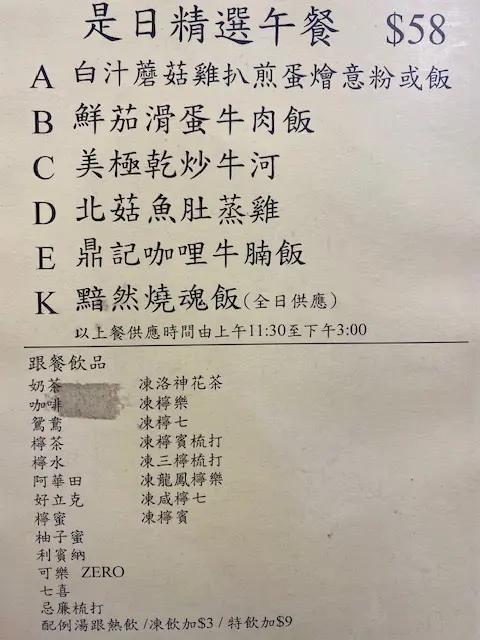 是日精選午餐 $58
A 白汁蘑菇雞扒煎蛋燴意粉或飯
B 鮮茄滑蛋牛肉飯
C 美極乾炒牛河
D 北菇魚肚蒸雞
E 鼎記咖哩牛腩飯
K 黯然燒魂飯(全日供應)
以上餐供應時間由上午11:30至下午3:00
跟餐飲品
奶茶 凍洛神花茶
咖啡 凍檸樂
鴛鴦 凍檸七
檸茶 凍檸賓梳打
檸水 凍三檸梳打
阿華田 凍龍鳳檸樂
好立克 凍咸檸七
檸蜜 凍檸賓
柚子蜜
利賓納
可樂 ZERO
七喜
忌廉梳打
配例湯跟熱飲/凍飲加$3/特飲加$9